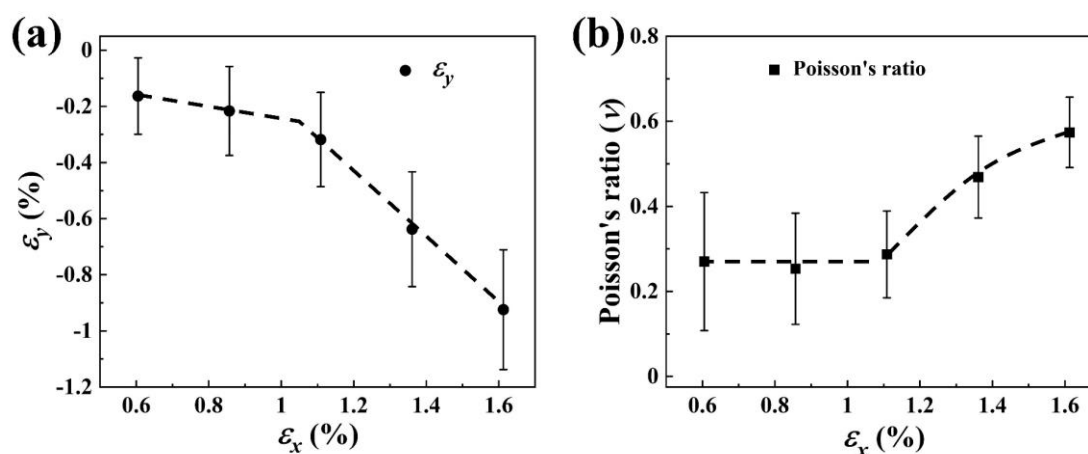 (a)
0
-0.2
-0.4
-0.6
-0.8
-1
-1.2
εy (%)
εy
0.6 0.8 1 1.2 1.4 1.6
εx (%)
(b)
0.8
0.6
0.4
0.2
0
Poisson's ratio (ν)
Poisson's ratio
0.6 0.8 1 1.2 1.4 1.6
εx (%)